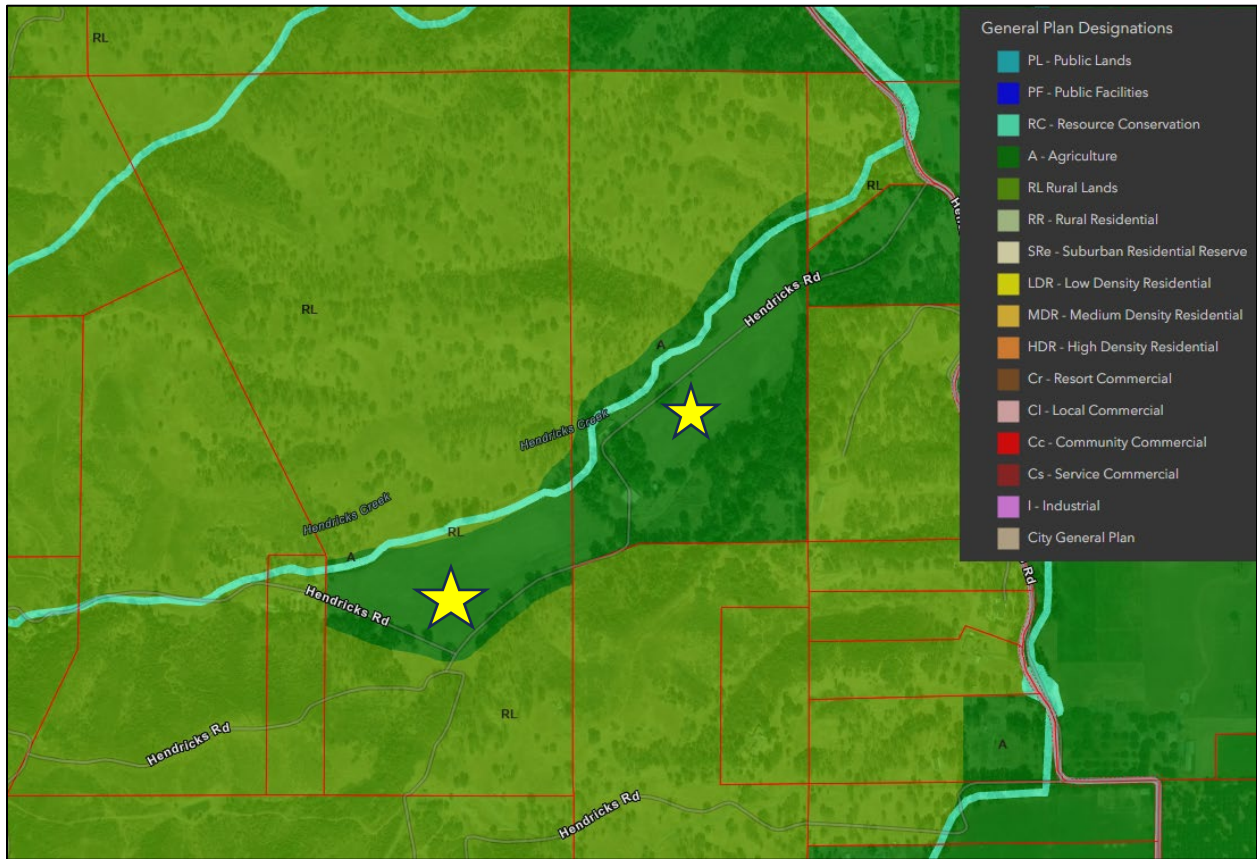 RL
General Plan Designations
PL - Public Lands
PF - Public Facilities
RC - Resource Conservation
A - Agriculture
RL Rural Lands
RR - Rural Residential
SRe - Suburban Residential Reserve
LDR - Low Density Residential
MDR - Medium Density Residential
HDR - High Density Residential
Cr - Resort Commercial
Cl - Local Commercial
Cc - Community Commercial
Cs - Service Commercial
I - Industrial
City General Plan
RL
Hendricks Rd
RL
A
Hendricks Creek
Hendricks Creek
RL
A
Hendricks Rd
RL
Hendricks Rd
A
Hendricks Rd
Rd